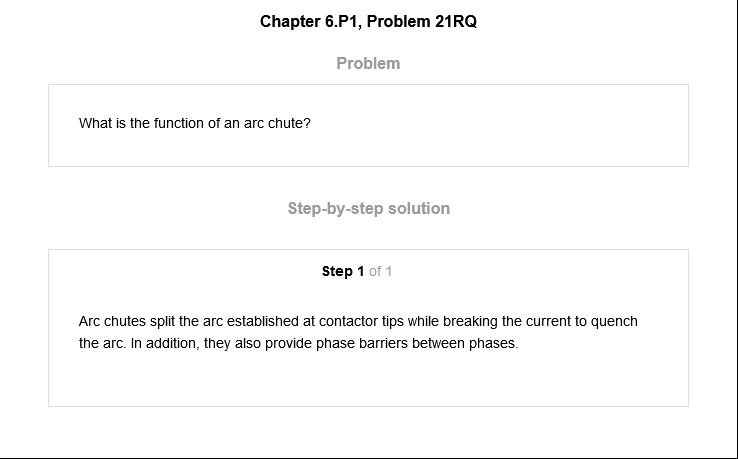 Chapter 6.P1, Problem 21RQ
Problem
What is the function of an arc chute?
Step-by-step solution
Step 1 of 1
Arc chutes split the arc established at contactor tips while breaking the current to quench
the arc. In addition, they also provide phase barriers between phases.